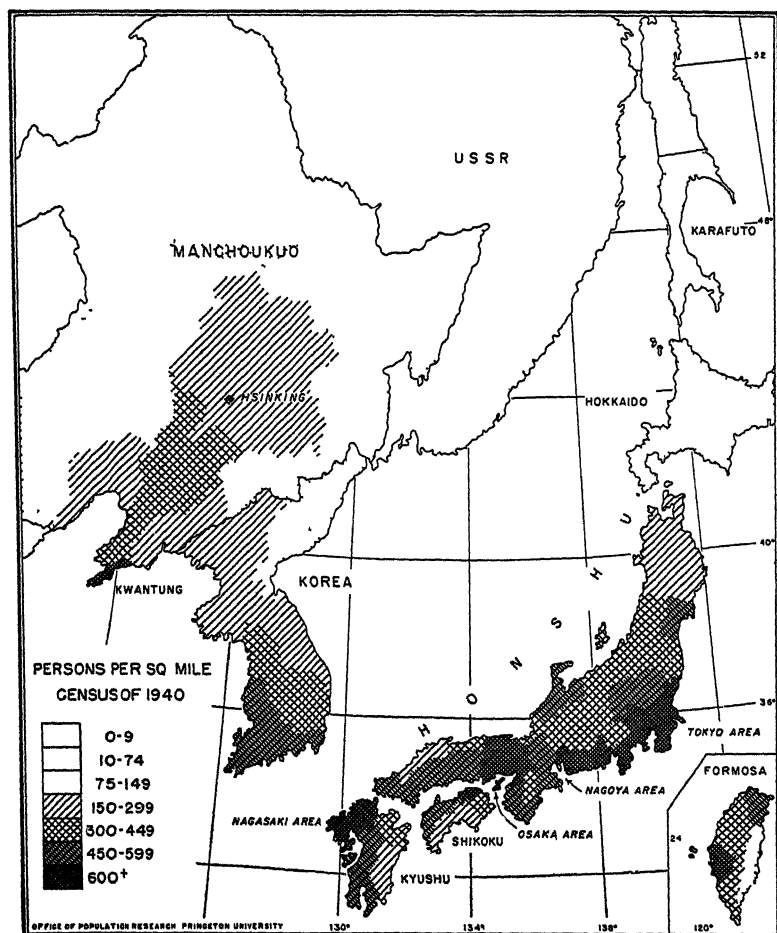 52
USSR
48°
KARAFUTO
MANCHOUKUO
HSINKING
HOKKAIDO
40°
KOREA
KWANTUNG
HONSHU
PERSONS PER SQ MILE
CENSUS OF 1940
0-9
10-74
75-149
150-299
300-449
450-599
600+
36°
TOKYO AREA
FORMOSA
NAGOYA AREA
NAGASAKI AREA
OSAKA AREA
SHIKOKU
24
KYUSHU
OFFICE OF POPULATION RESEARCH PRINCETON UNIVERSITY
130°
134°
138°
120°